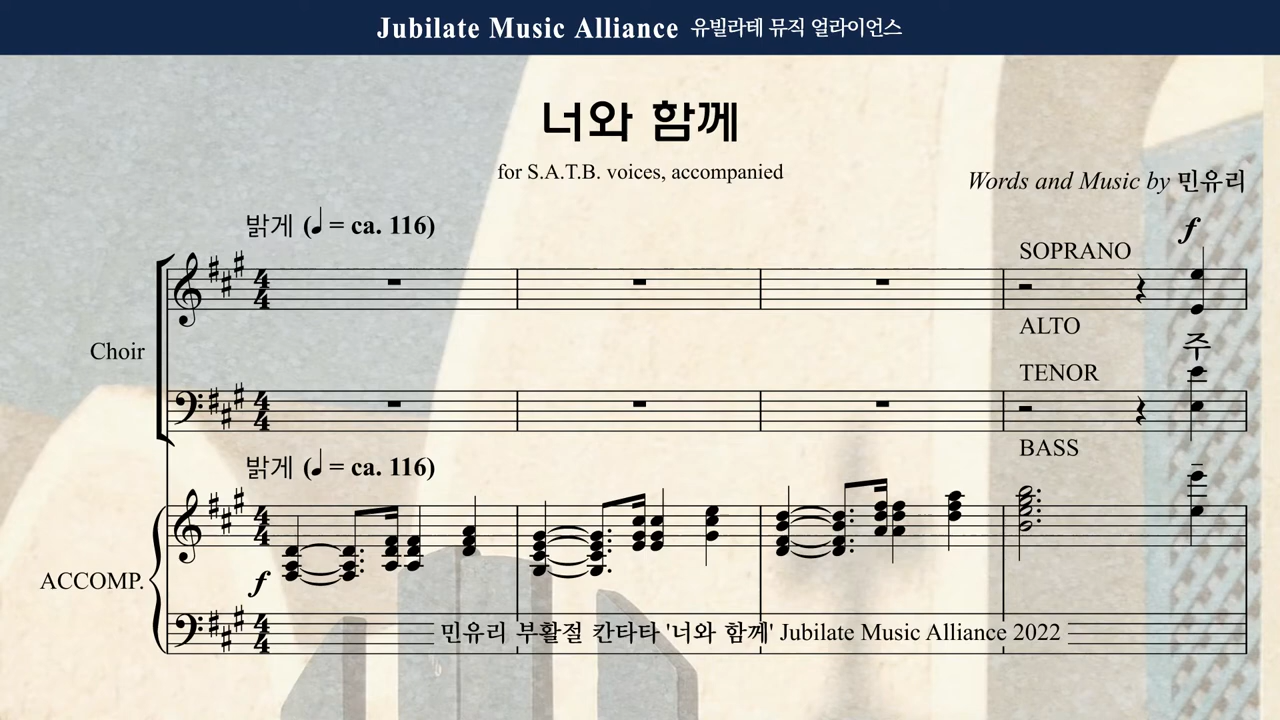 Jubilate Music Alliance 유빌라테 뮤직 얼라이언스
너와 함께
for S.A.T.B. voices, accompanied
Words and Music by 민유리
밝게 (♩ = ca. 116)
f
SOPRANO
Choir
ALTO
주
TENOR
BASS
밝게 (♩ = ca. 116)
ACCOMP.
f
민유리 부활절 칸타타 '너와 함께' Jubilate Music Alliance 2022